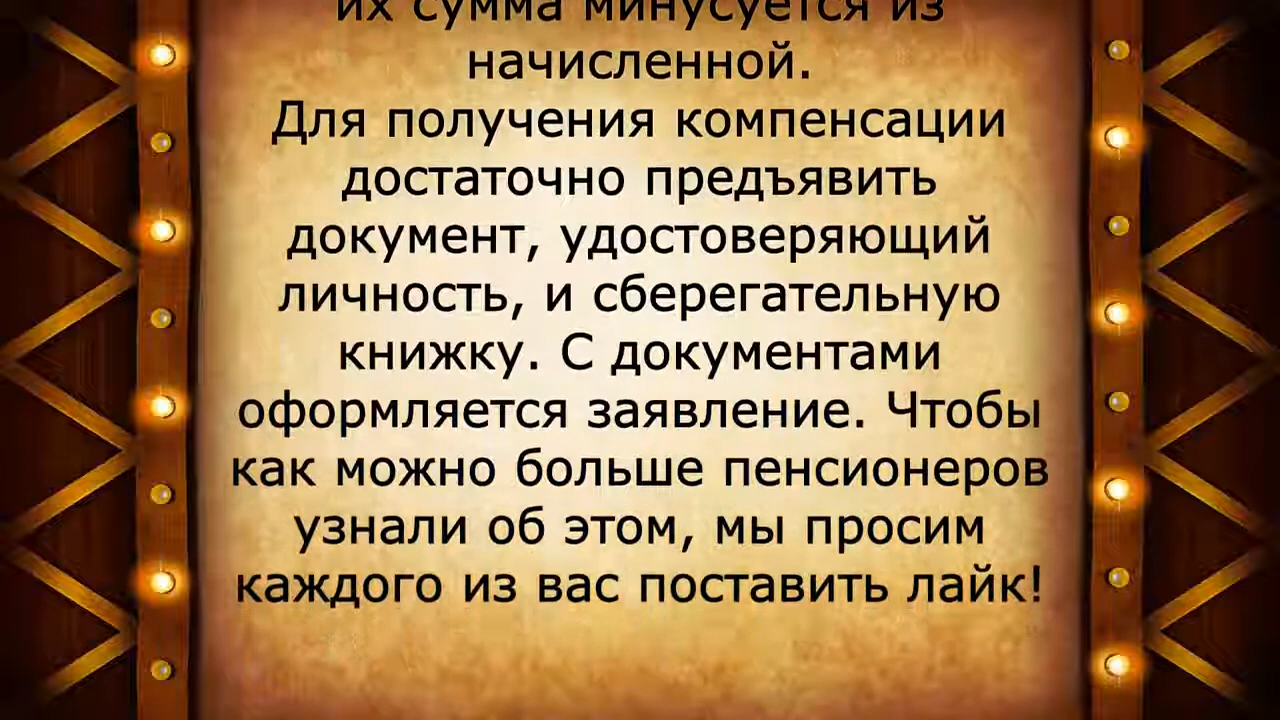 их сумма минусуется из
начисленной.
Для получения компенсации
достаточно предъявить
документ, удостоверяющий
личность, и сберегательную
книжку. С документами
оформляется заявление. Чтобы
как можно больше пенсионеров
узнали об этом, мы просим
каждого из вас поставить лайк!